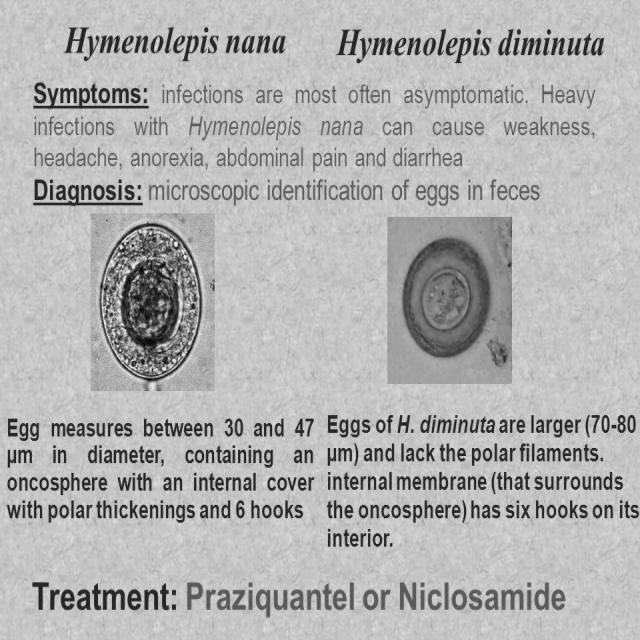 Hymenolepis nana
Hymenolepis diminuta
Symptoms: infections are most often asymptomatic. Heavy
infections with Hymenolepis nana can cause weakness,
headache, anorexia, abdominal pain and diarrhea
Diagnosis: microscopic identification of eggs in feces
Egg measures between 30 and 47
µm in diameter, containing an
oncosphere with an internal cover
with polar thickenings and 6 hooks
Eggs of H. diminuta are larger (70-80
µm) and lack the polar filaments.
internal membrane (that surrounds
the oncosphere) has six hooks on its
interior.
Treatment: Praziquantel or Niclosamide